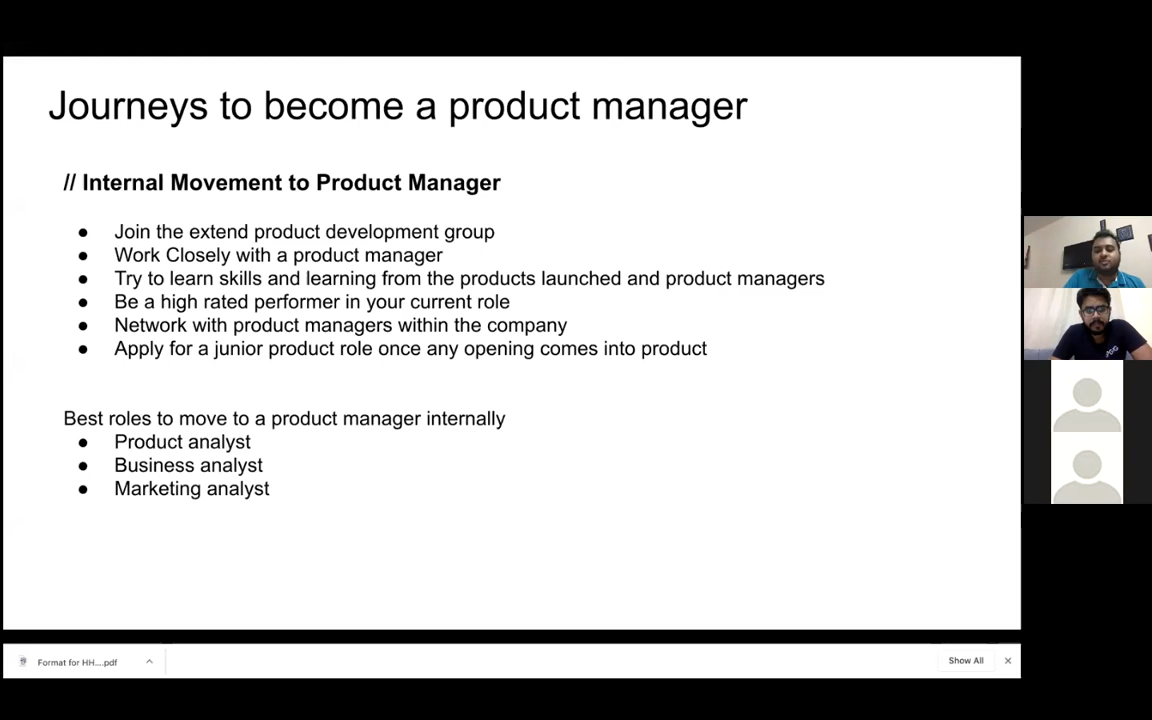 Journeys to become a product manager
// Internal Movement to Product Manager
● Join the extend product development group
● Work Closely with a product manager
● Try to learn skills and learning from the products launched and product managers
● Be a high rated performer in your current role
● Network with product managers within the company
● Apply for a junior product role once any opening comes into product
Best roles to move to a product manager internally
● Product analyst
● Business analyst
● Marketing analyst
Format for HH....pdf
Show All